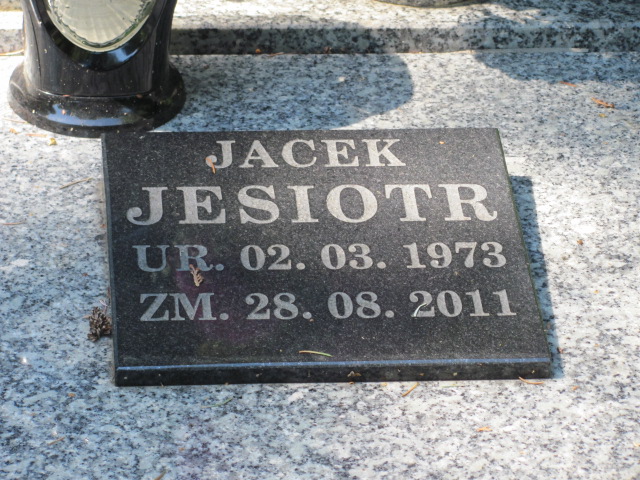 JACEK
JESIOTR
UR. 02. 03. 1973
ZM. 28. 08. 2011